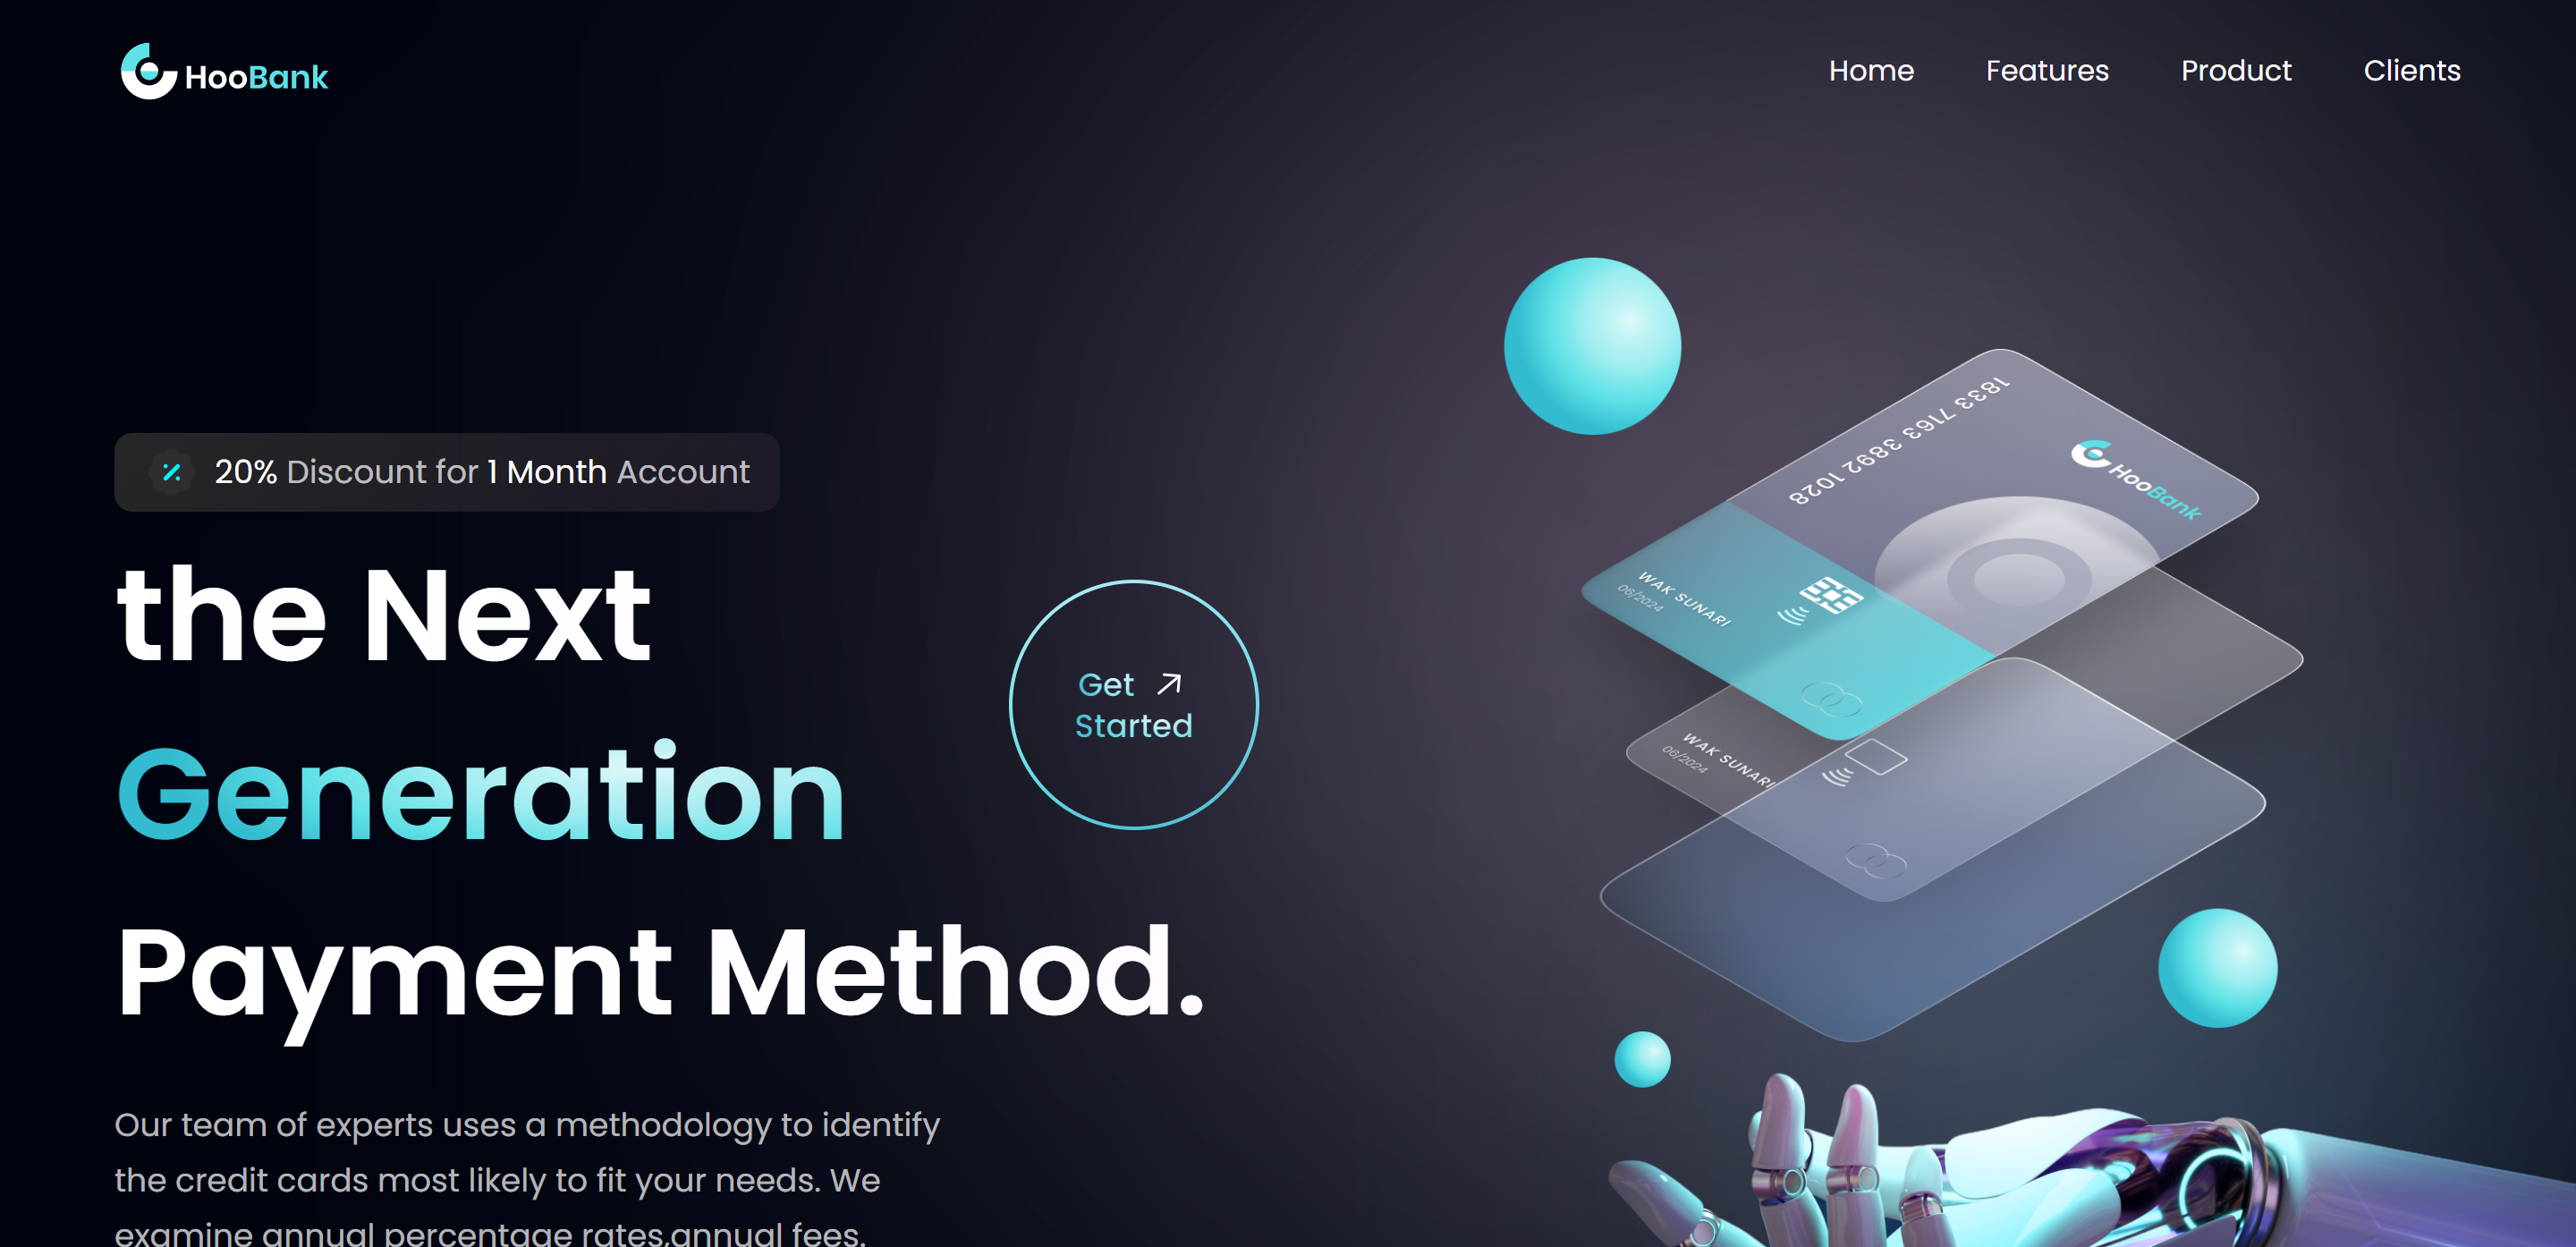 HooBank
Home Features Product Clients
20% Discount for 1 Month Account
the Next
Generation
Payment Method.
Get
Started
Our team of experts uses a methodology to identify
the credit cards most likely to fit your needs. We
examine annual percentage rates,annual fees.
1833 7163 3892 1028
HooBank
WAK SUNARI
06/2024
WAK SUNARI
06/2024